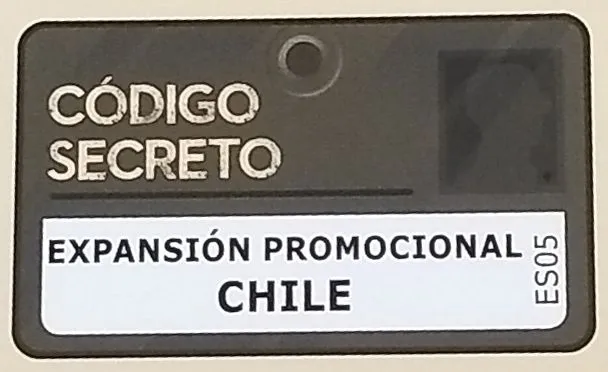 CÓDIGO
SECRETO
EXPANSIÓN PROMOCIONAL
CHILE
ES05